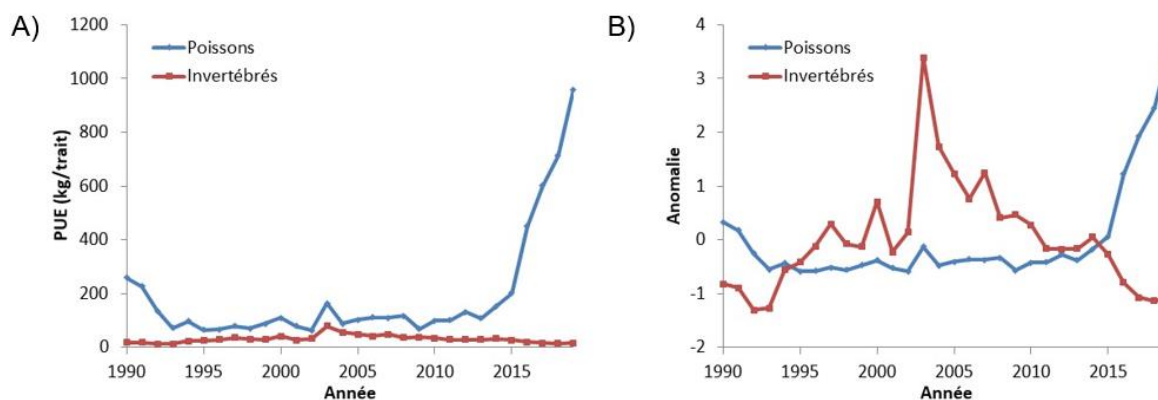 A)
1200
1000
800
600
400
200
0
PUE (kg/trait)
Poissons
Invertébrés
1990 1995 2000 2005 2010 2015
Année
B)
4
3
2
1
0
-1
-2
Anomalie
Poissons
Invertébrés
1990 1995 2000 2005 2010 2015
Année